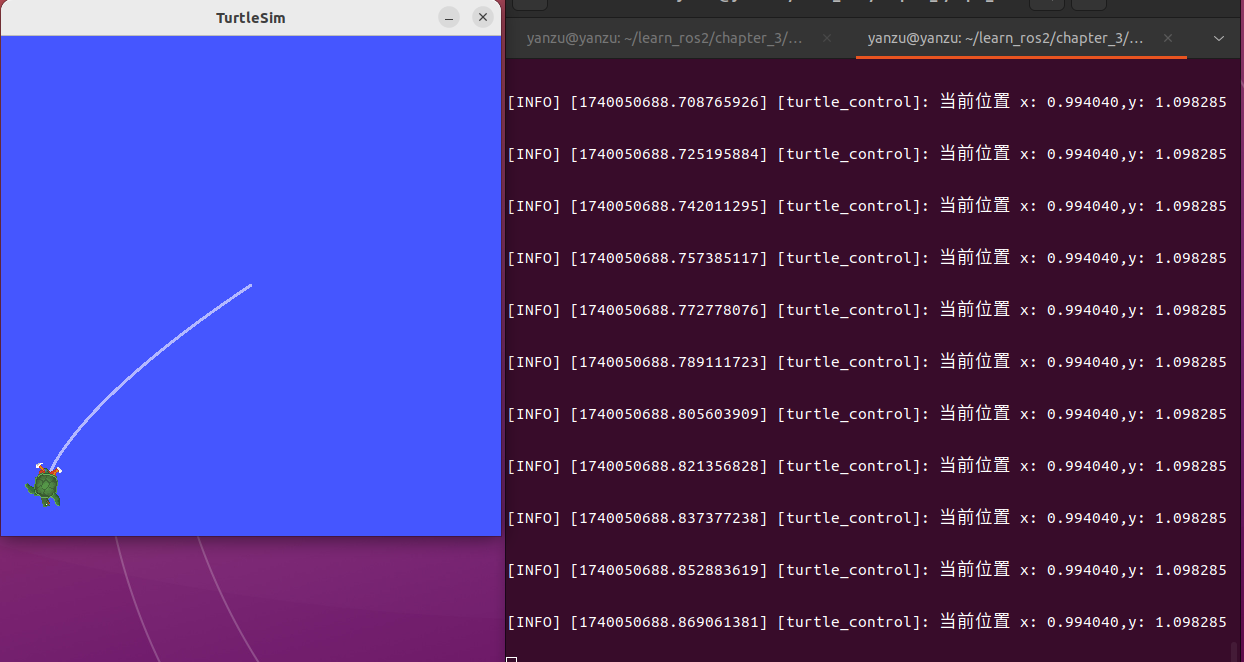 TurtleSim
yanzu@yanzu: ~/learn_ros2/chapter_3/...
yanzu@yanzu: ~/learn_ros2/chapter_3/...
[INFO] [1740050688.708765926] [turtle_control]: 当前位置 x: 0.994040,y: 1.098285
[INFO] [1740050688.725195884] [turtle_control]: 当前位置 x: 0.994040,y: 1.098285
[INFO] [1740050688.742011295] [turtle_control]: 当前位置 x: 0.994040,y: 1.098285
[INFO] [1740050688.757385117] [turtle_control]: 当前位置 x: 0.994040,y: 1.098285
[INFO] [1740050688.772778076] [turtle_control]: 当前位置 x: 0.994040,y: 1.098285
[INFO] [1740050688.789111723] [turtle_control]: 当前位置 x: 0.994040,y: 1.098285
[INFO] [1740050688.805603909] [turtle_control]: 当前位置 x: 0.994040,y: 1.098285
[INFO] [1740050688.821356828] [turtle_control]: 当前位置 x: 0.994040,y: 1.098285
[INFO] [1740050688.837377238] [turtle_control]: 当前位置 x: 0.994040,y: 1.098285
[INFO] [1740050688.852883619] [turtle_control]: 当前位置 x: 0.994040,y: 1.098285
[INFO] [1740050688.869061381] [turtle_control]: 当前位置 x: 0.994040,y: 1.098285